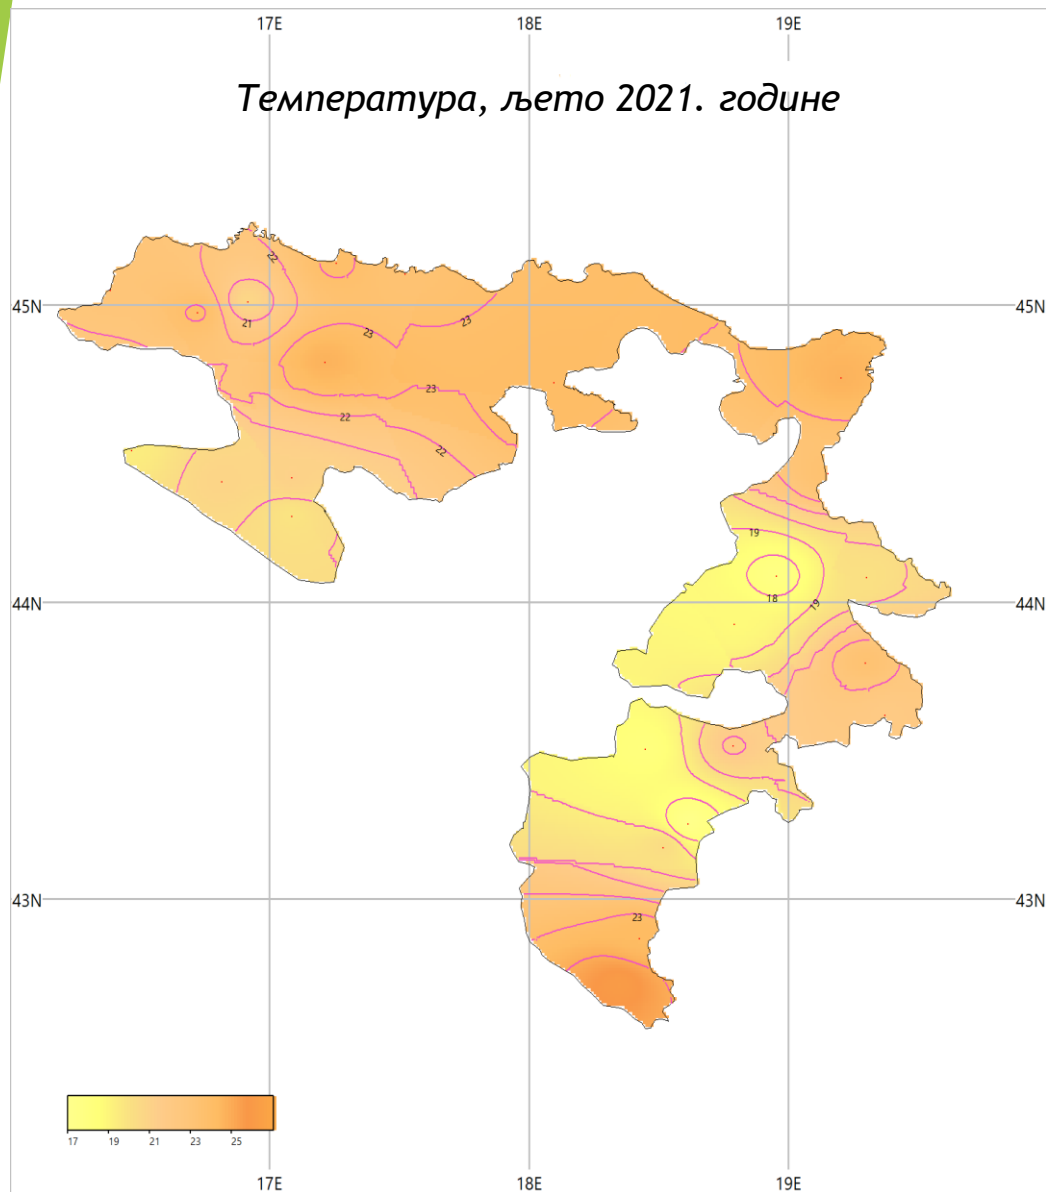 17E 18E 19E
Температура, љето 2021. године
22
45N 45N
21 23 23
23
22
22
19
18 19
44N 44N
43N 43N
23
17 19 21 23 25
17E 18E 19E